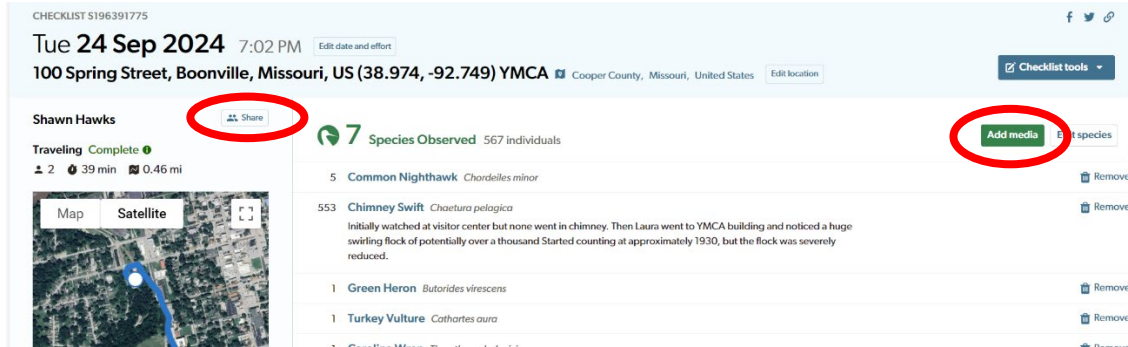 CHECKLIST S196391775
Tue 24 Sep 2024 7:02 PM Edit date and effort
100 Spring Street, Boonville, Missouri, US (38.974, -92.749) YMCA Cooper County, Missouri, United States Edit location
Checklist tools
Shawn Hawks Share
Traveling Complete
2 39 min 0.46 mi
Map Satellite
7 Species Observed 567 individuals
Add media Edit species
5 Common Nighthawk Chordeiles minor Remove
553 Chimney Swift Chaetura pelagica Remove
Initially watched at visitor center but none went in chimney. Then Laura went to YMCA building and noticed a huge
swirling flock of potentially over a thousand Started counting at approximately 1930, but the flock was severely
reduced.
1 Green Heron Butorides virescens Remove
1 Turkey Vulture Cathartes aura Remove